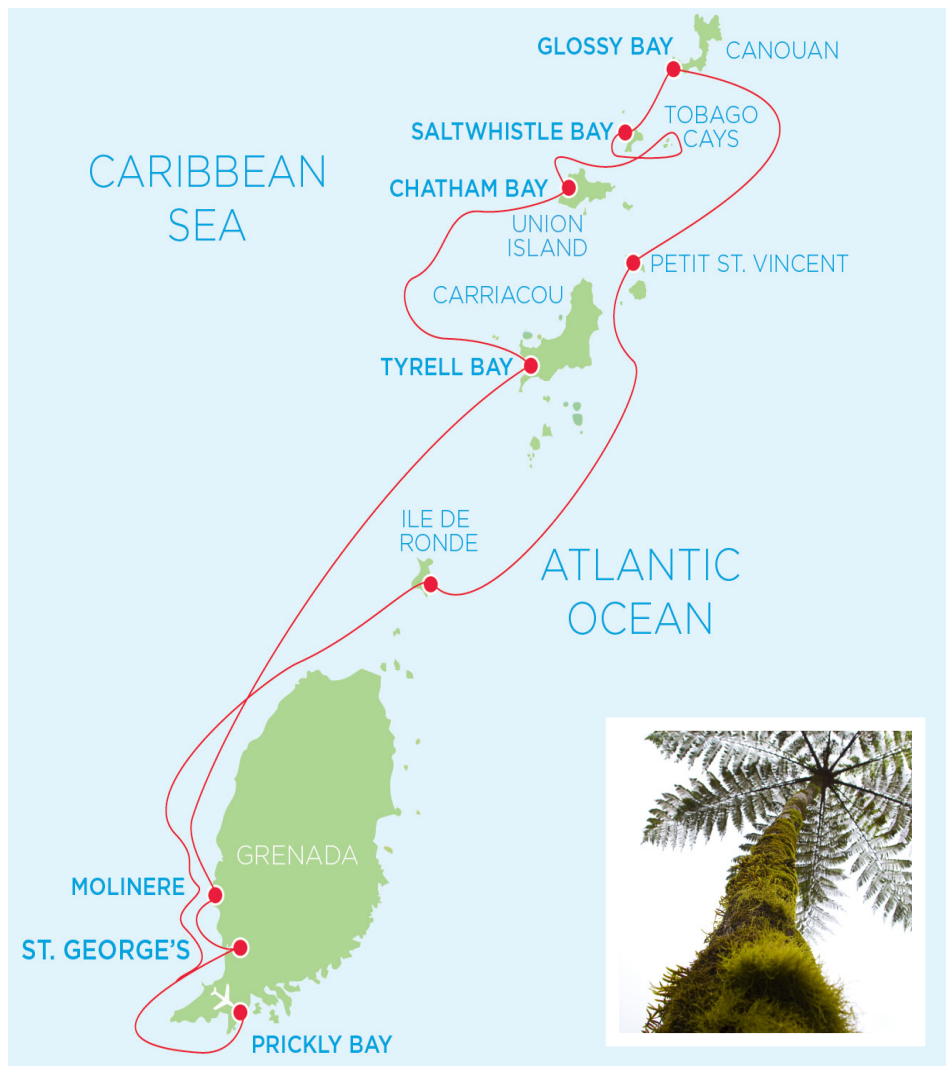 GLOSSY BAY
CANOUAN
SALTWHISTLE BAY
TOBAGO
CAYS
CARIBBEAN
SEA
CHATHAM BAY
UNION
ISLAND
PETIT ST. VINCENT
CARRIACOU
TYRELL BAY
ILE DE
RONDE
ATLANTIC
OCEAN
GRENADA
MOLINERE
ST. GEORGE'S
PRICKLY BAY